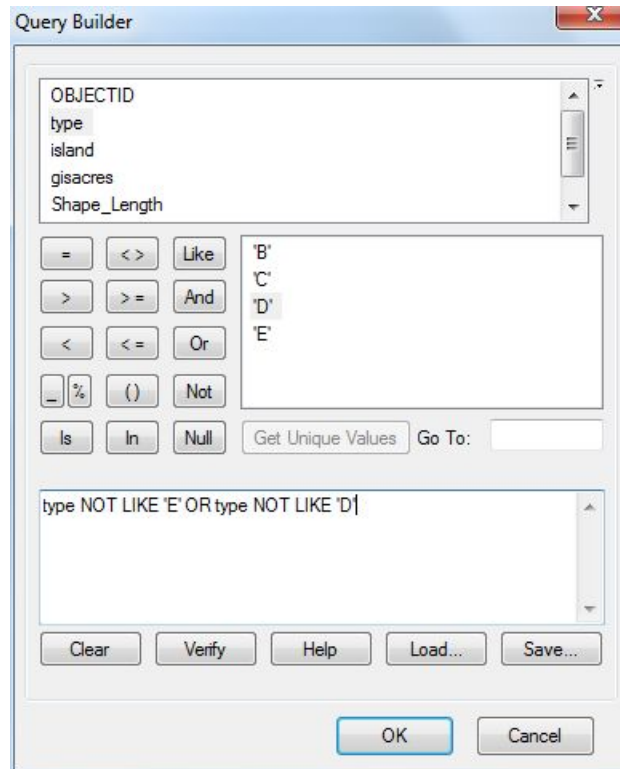 Query Builder
X
OBJECTID
type
island
gisacres
Shape_Length
= < > Like
> > = And
< < = Or
_ % ( ) Not
Is In Null
'B'
'C'
'D'
'E'
Get Unique Values Go To:
type NOT LIKE 'E' OR type NOT LIKE 'D'
Clear Verify Help Load... Save...
OK Cancel